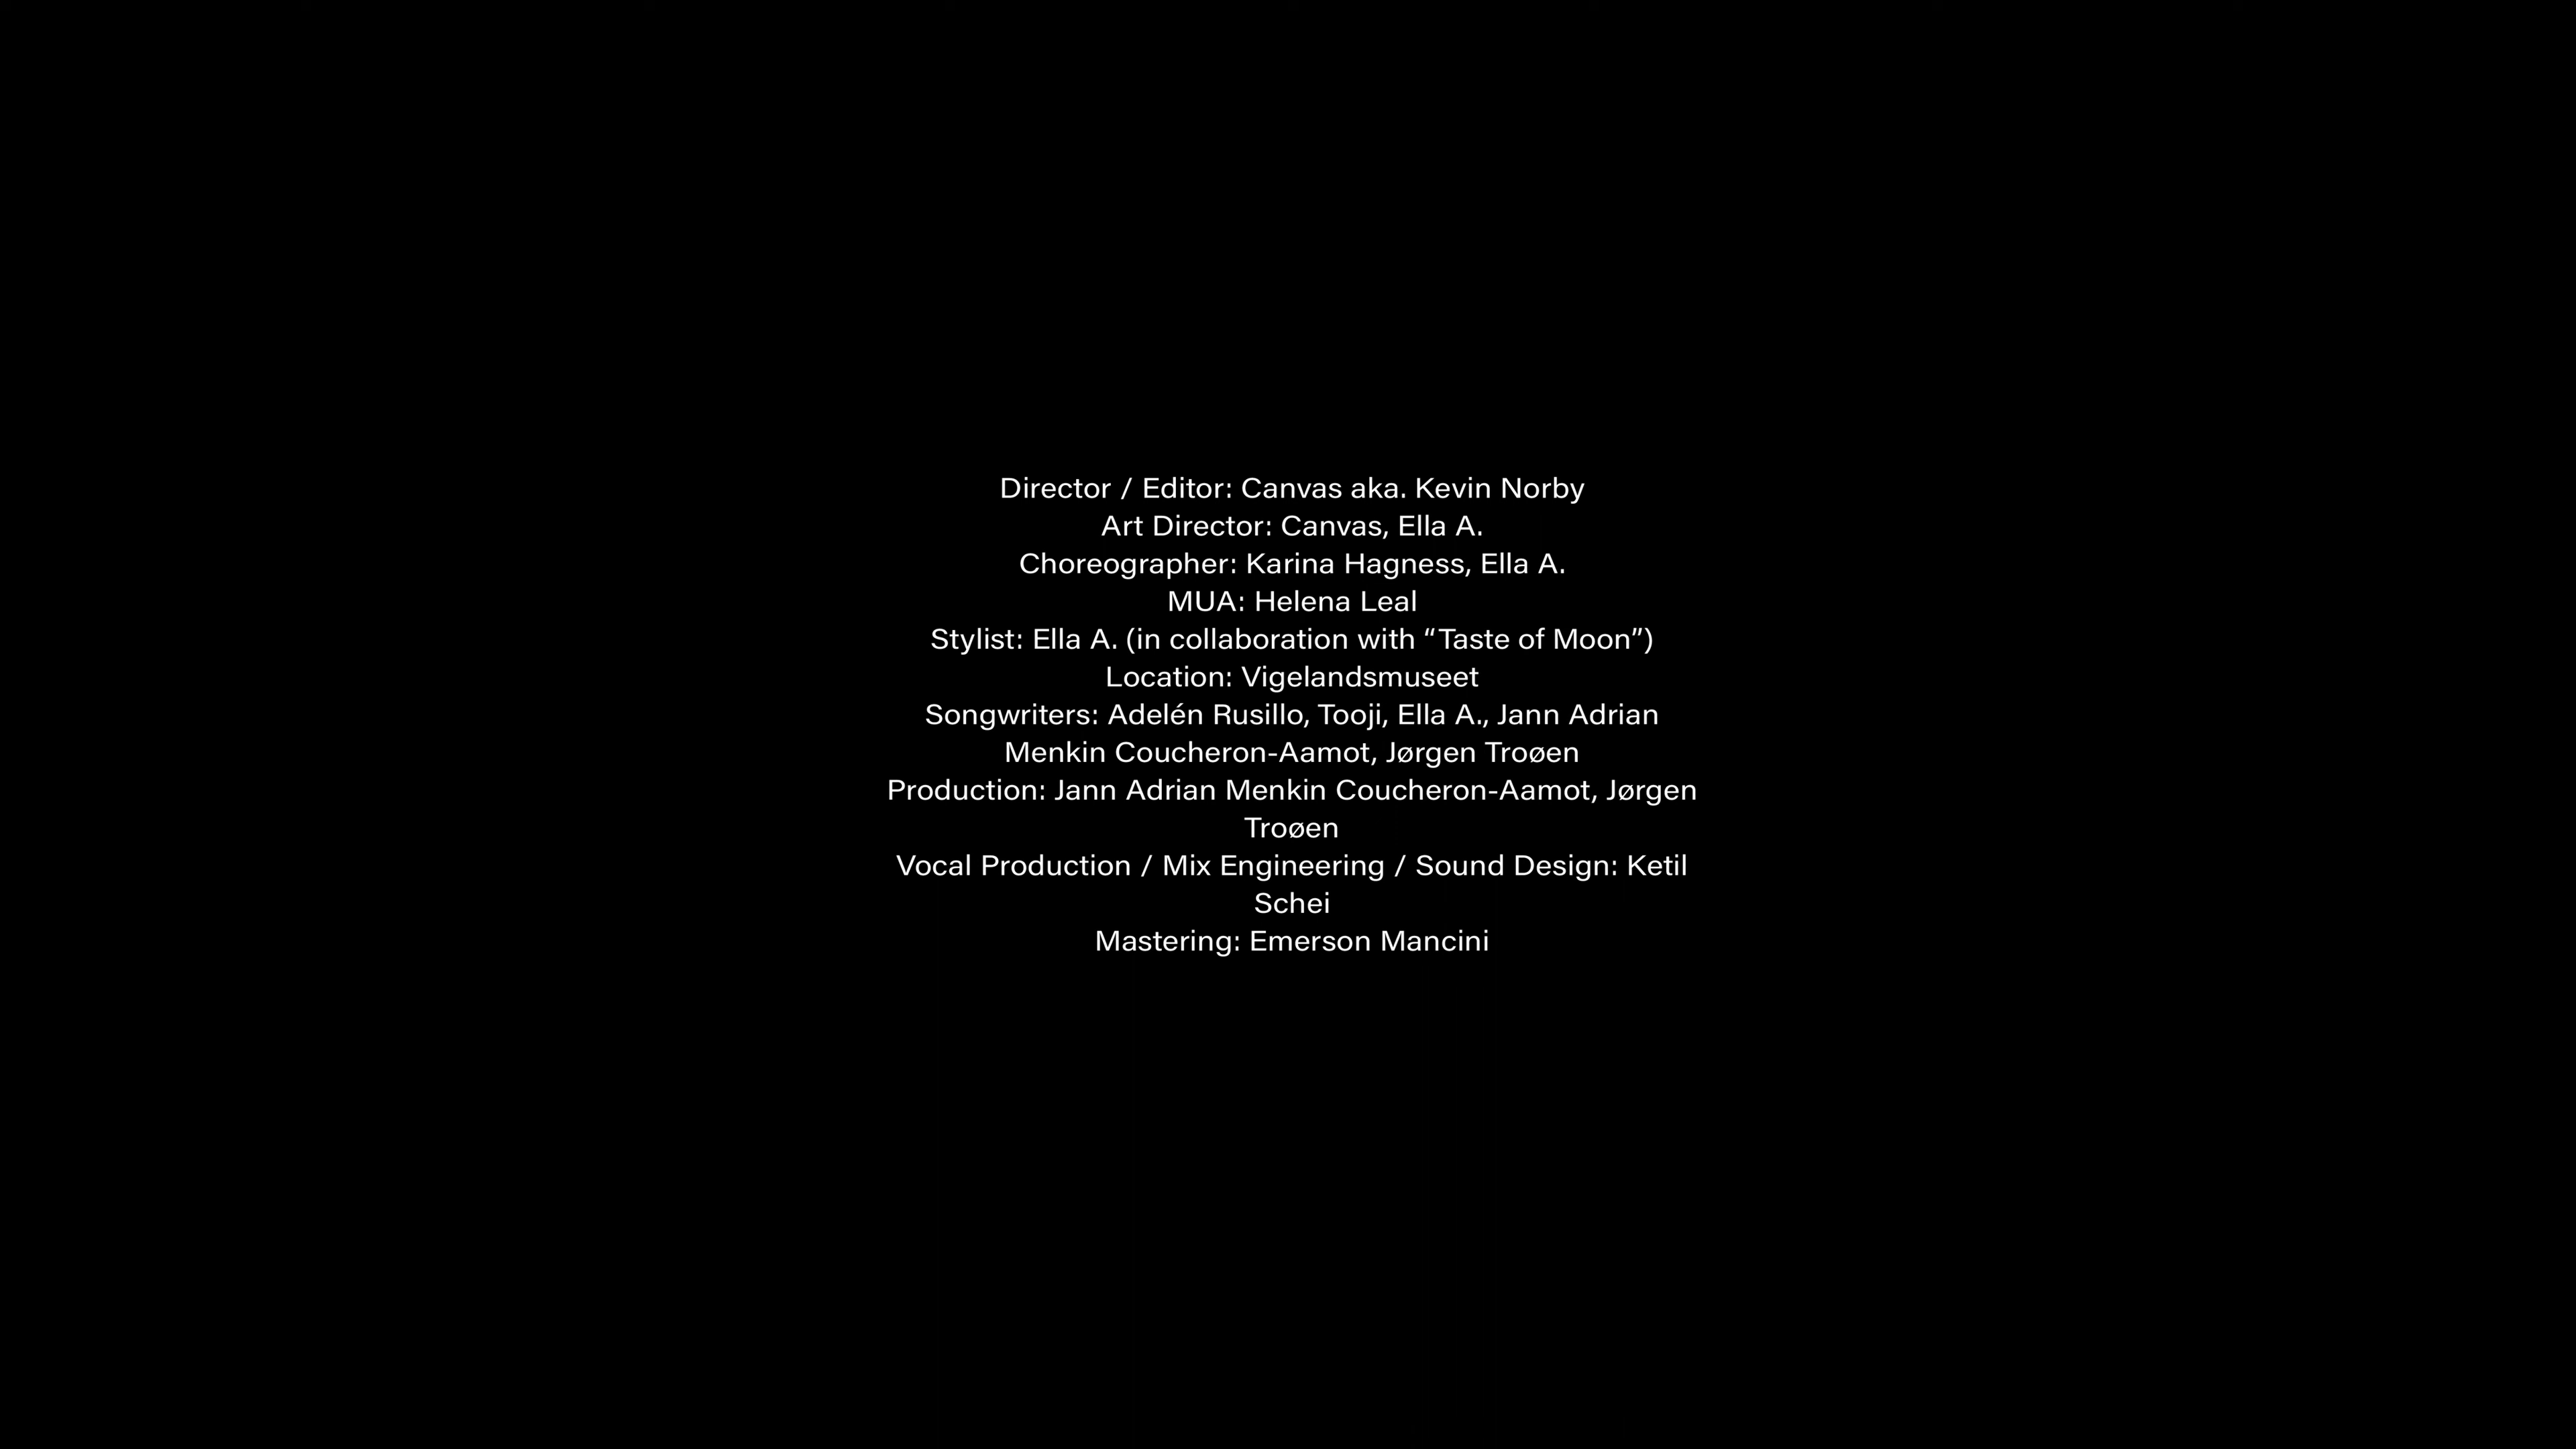 Director / Editor: Canvas aka. Kevin Norby
Art Director: Canvas, Ella A.
Choreographer: Karina Hagness, Ella A.
MUA: Helena Leal
Stylist: Ella A. (in collaboration with “Taste of Moon”)
Location: Vigelandsmuseet
Songwriters: Adelén Rusillo, Tooji, Ella A., Jann Adrian
Menkin Coucheron-Aamot, Jørgen Troøen
Production: Jann Adrian Menkin Coucheron-Aamot, Jørgen
Troøen
Vocal Production / Mix Engineering / Sound Design: Ketil
Schei
Mastering: Emerson Mancini